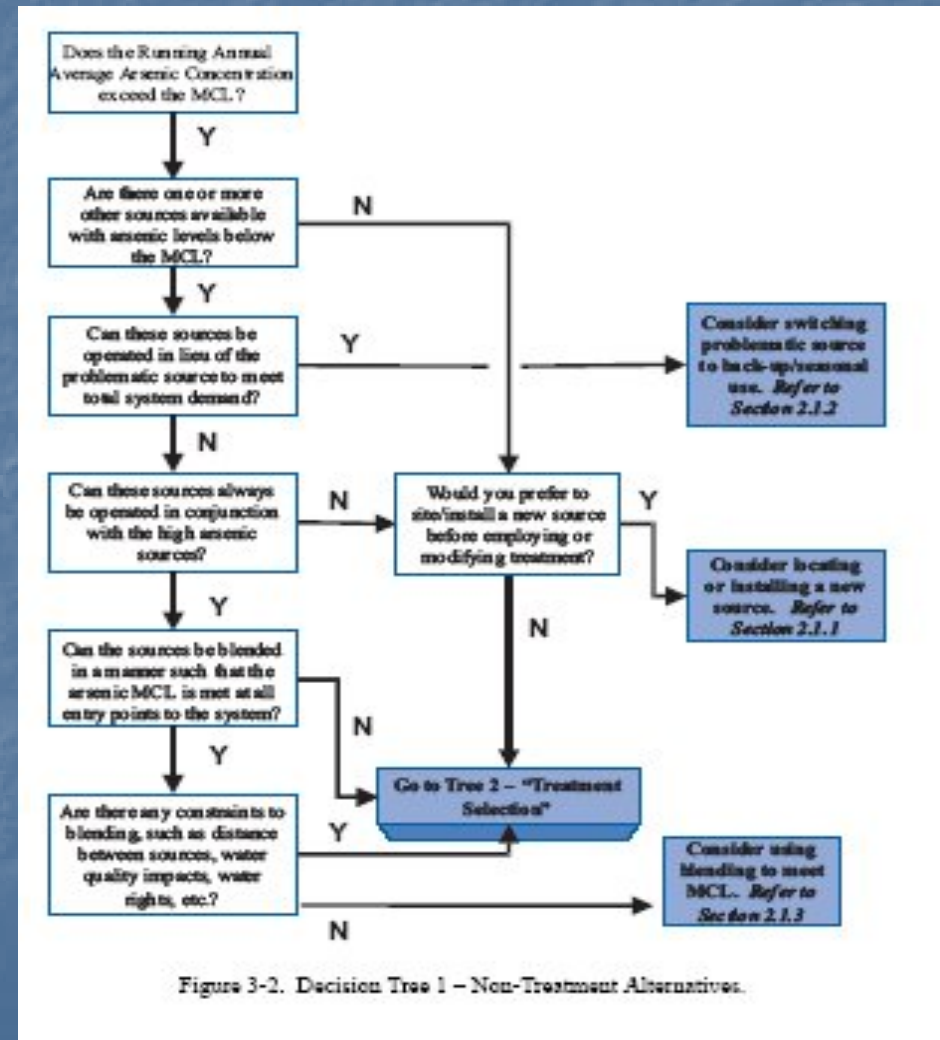 Does the Running Annual
Average Arsenic Concentration
exceed the MCL?
Y
Are there one or more
other sources available
with arsenic levels below
the MCL?
N
Y
Can these sources be
operated in lieu of the
problematic source to meet
total system demand?
Y
Consider switching
problematic source
to back-up/seasonal
use. Refer to
Section 2.1.2
N
Can these sources always
be operated in conjunction
with the high arsenic
sources?
N
Would you prefer to
site/install a new source
before employing or
modifying treatment?
Y
Consider locating
or installing a new
source. Refer to
Section 2.1.1
Y
N
Can the sources be blended
in a manner such that the
arsenic MCL is met at all
entry points to the system?
N
Y
Go to Tree 2 – “Treatment
Selection”
Are there any constraints to
blending, such as distance
between sources, water
quality impacts, water
rights, etc.?
Y
N
Consider using
blending to meet
MCL. Refer to
Section 2.1.3
Figure 3-2. Decision Tree 1 – Non-Treatment Alternatives.